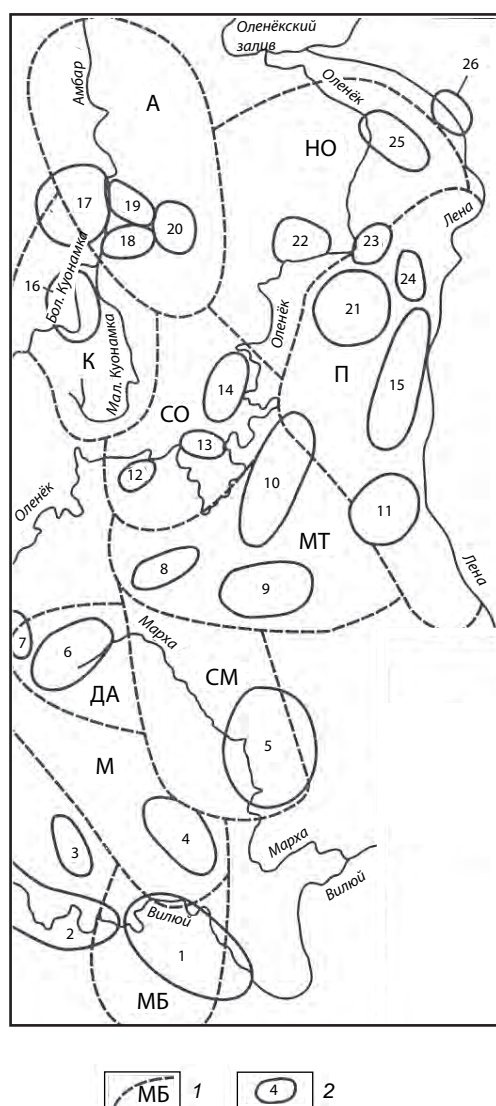 Оленёкский
залив
26
Амбар
А
Оленёк
НО
25
17
19
20
18
22
23
Лена
16
Бол. Куонамка
24
21
Мал. Куонамка
К
Оленёк
П
14
15
СО
13
12
10
Оленёк
11
МТ
8
9
Лена
Марха
7
6
СМ
ДА
5
М
4
3
Марха
Вилюй
2
Вилюй
1
МБ
МБ 1 4 2